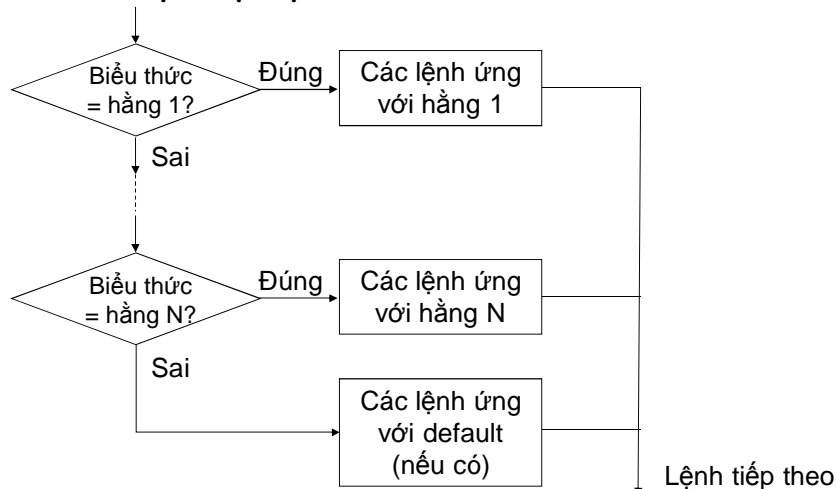 Biểu thức
= hằng 1?
Đúng
Các lệnh ứng
với hằng 1
Sai
Biểu thức
= hằng N?
Đúng
Các lệnh ứng
với hằng N
Sai
Các lệnh ứng
với default
(nếu có)
Lệnh tiếp theo